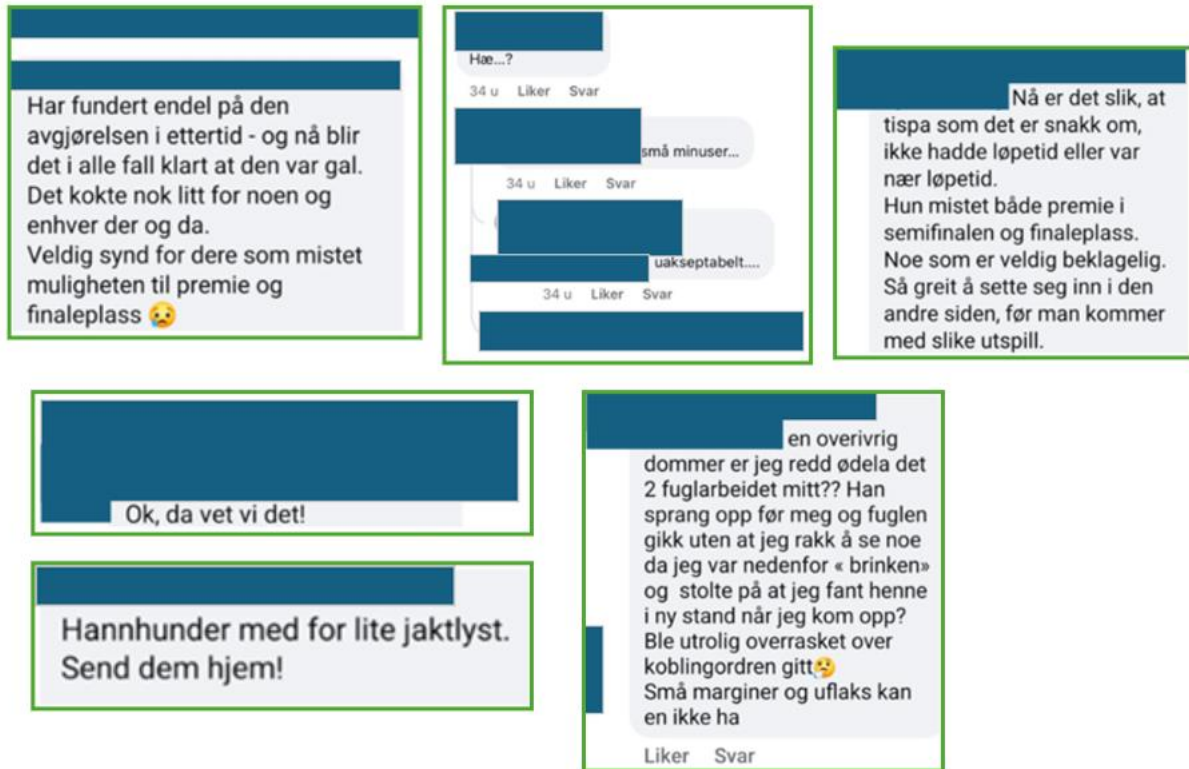 Har fundert endel på den
avgjørelsen i ettertid - og nå blir
det i alle fall klart at den var gal.
Det kokte nok litt for noen og
enhver der og da.
Veldig synd for dere som mistet
muligheten til premie og
finaleplass 😥
Hæ...?
34 u Liker Svar
små minuser...
34 u Liker Svar
uakseptabelt....
34 u Liker Svar
Nå er det slik, at
tispa som det er snakk om,
ikke hadde løpetid eller var
nær løpetid.
Hun mistet både premie i
semifinalen og finaleplass.
Noe som er veldig beklagelig.
Så greit å sette seg inn i den
andre siden, før man kommer
med slike utspill.
Ok, da vet vi det!
Hannhunder med for lite jaktlyst.
Send dem hjem!
en overivrig
dommer er jeg redd ødela det
2 fuglarbeidet mitt?? Han
sprang opp før meg og fuglen
gikk uten at jeg rakk å se noe
da jeg var nedenfor « brinken»
og stolte på at jeg fant henne
i ny stand når jeg kom opp?
Ble utrolig overrasket over
koblingordren gitt🤔
Små marginer og uflaks kan
en ikke ha
Liker Svar